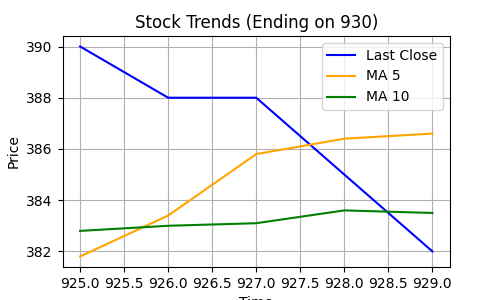 Stock Trends (Ending on 930)
Last Close
MA 5
MA 10
Price
390
388
386
384
382
925.0 925.5 926.0 926.5 927.0 927.5 928.0 928.5 929.0
Time